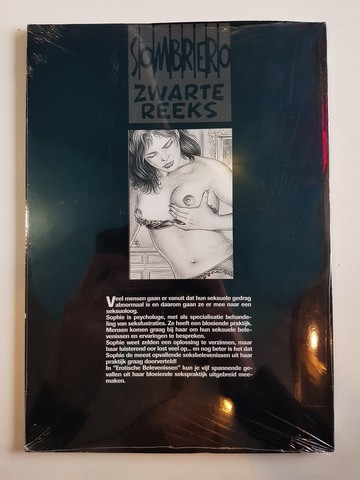 SOMBRERO
ZWARTE
REEKS
Veel mensen gaan er vanuit dat hun seksuele gedrag
abnormaal is en daarom gaan ze er mee naar een
seksuoloog.
Sophie is psychologe, met als specialisatie behande-
ling van sekslustraties. Ze heeft een bloeiende praktijk.
Mensen komen graag bij haar om hun seksuele bele-
venissen en ervaringen te bespreken.
Sophie weet zelden een oplossing te verzinnen, maar
haar luisterend oor lost veel op... en nog beter is het dat
Sophie de meest opvallende seksbelevenissen uit haar
praktijk graag doorverteld!
In "Erotische Belevenissen" kun je vijf spannende ge-
vallen uit haar bloeiende sekspraktijk uitgebreid mee-
maken.